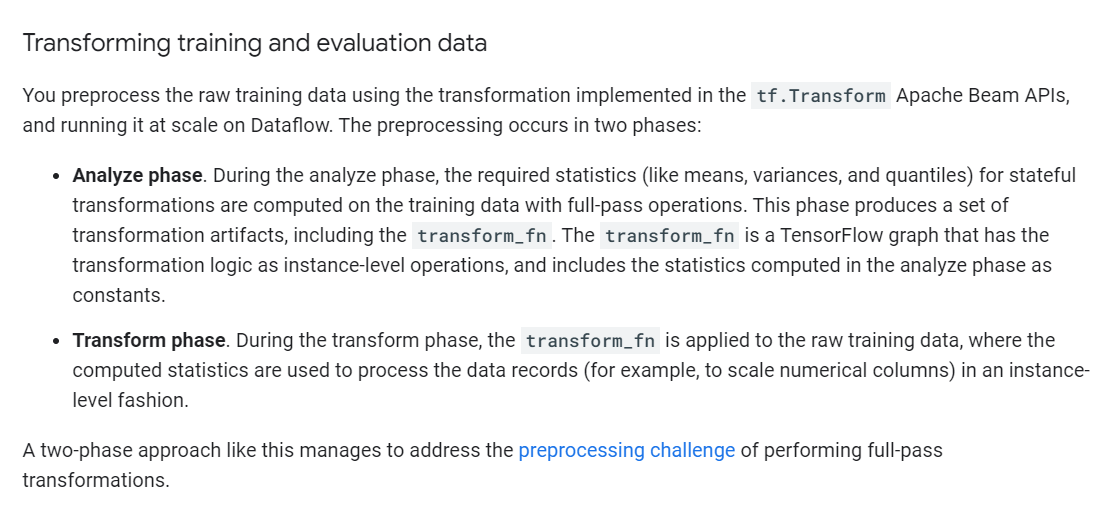 Transforming training and evaluation data
You preprocess the raw training data using the transformation implemented in the tf.Transform Apache Beam APIs,
and running it at scale on Dataflow. The preprocessing occurs in two phases:
• Analyze phase. During the analyze phase, the required statistics (like means, variances, and quantiles) for stateful
transformations are computed on the training data with full-pass operations. This phase produces a set of
transformation artifacts, including the transform_fn. The transform_fn is a TensorFlow graph that has the
transformation logic as instance-level operations, and includes the statistics computed in the analyze phase as
constants.
• Transform phase. During the transform phase, the transform_fn is applied to the raw training data, where the
computed statistics are used to process the data records (for example, to scale numerical columns) in an instance-
level fashion.
A two-phase approach like this manages to address the preprocessing challenge of performing full-pass
transformations.